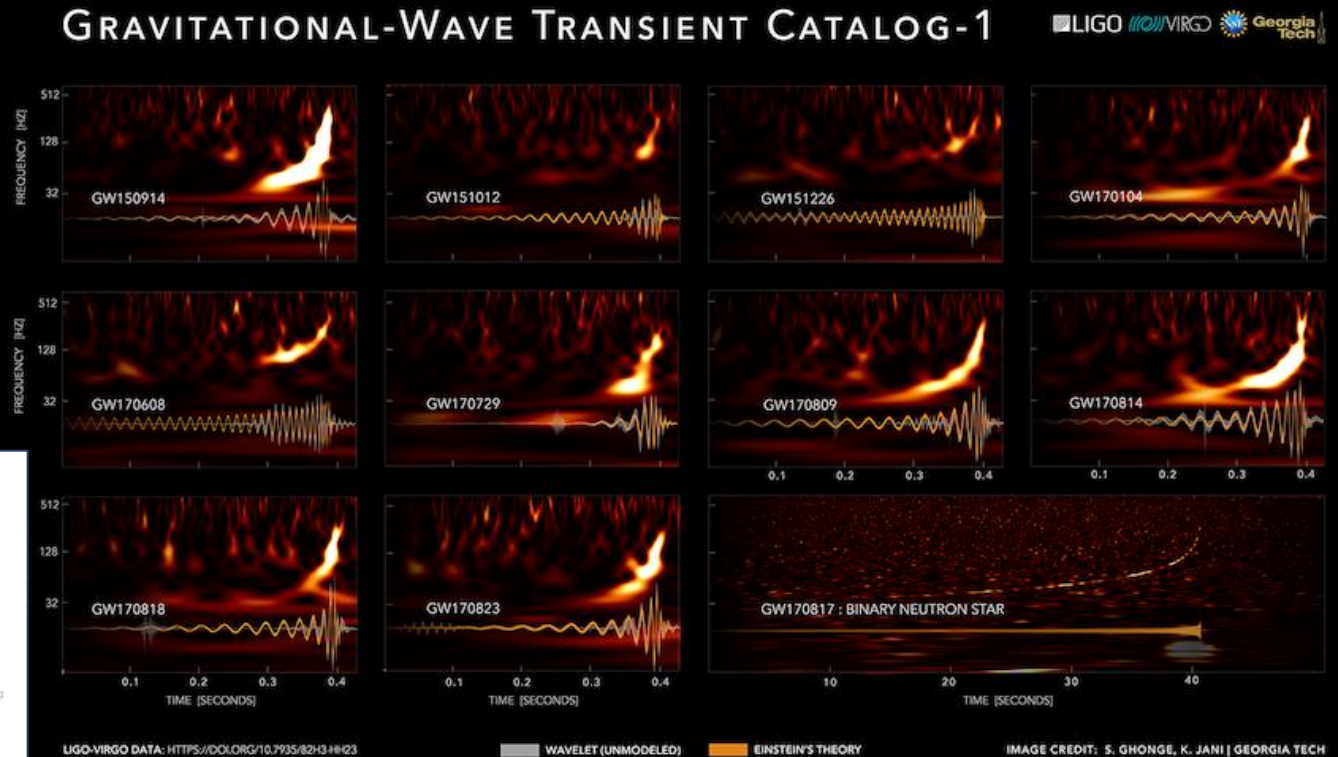 GRAVITATIONAL-WAVE TRANSIENT CATALOG-1
LIGO VIRGO NSF Georgia Tech
FREQUENCY [HZ]
512
128
32
GW150914
GW151012
GW151226
GW170104
FREQUENCY [HZ]
512
128
32
GW170608
GW170729
GW170809
GW170814
0.1 0.2 0.3 0.4
0.1 0.2 0.3 0.4
512
128
32
GW170818
GW170823
GW170817 : BINARY NEUTRON STAR
0.1 0.2 0.3 0.4
0.1 0.2 0.3 0.4
10 20 30 40
TIME [SECONDS]
TIME [SECONDS]
TIME [SECONDS]
LIGO-VIRGO DATA: HTTPS://DOI.ORG/10.7935/82H3-HH23
WAVELET (UNMODELED)
EINSTEIN'S THEORY
IMAGE CREDIT: S. GHONGE, K. JANI | GEORGIA TECH